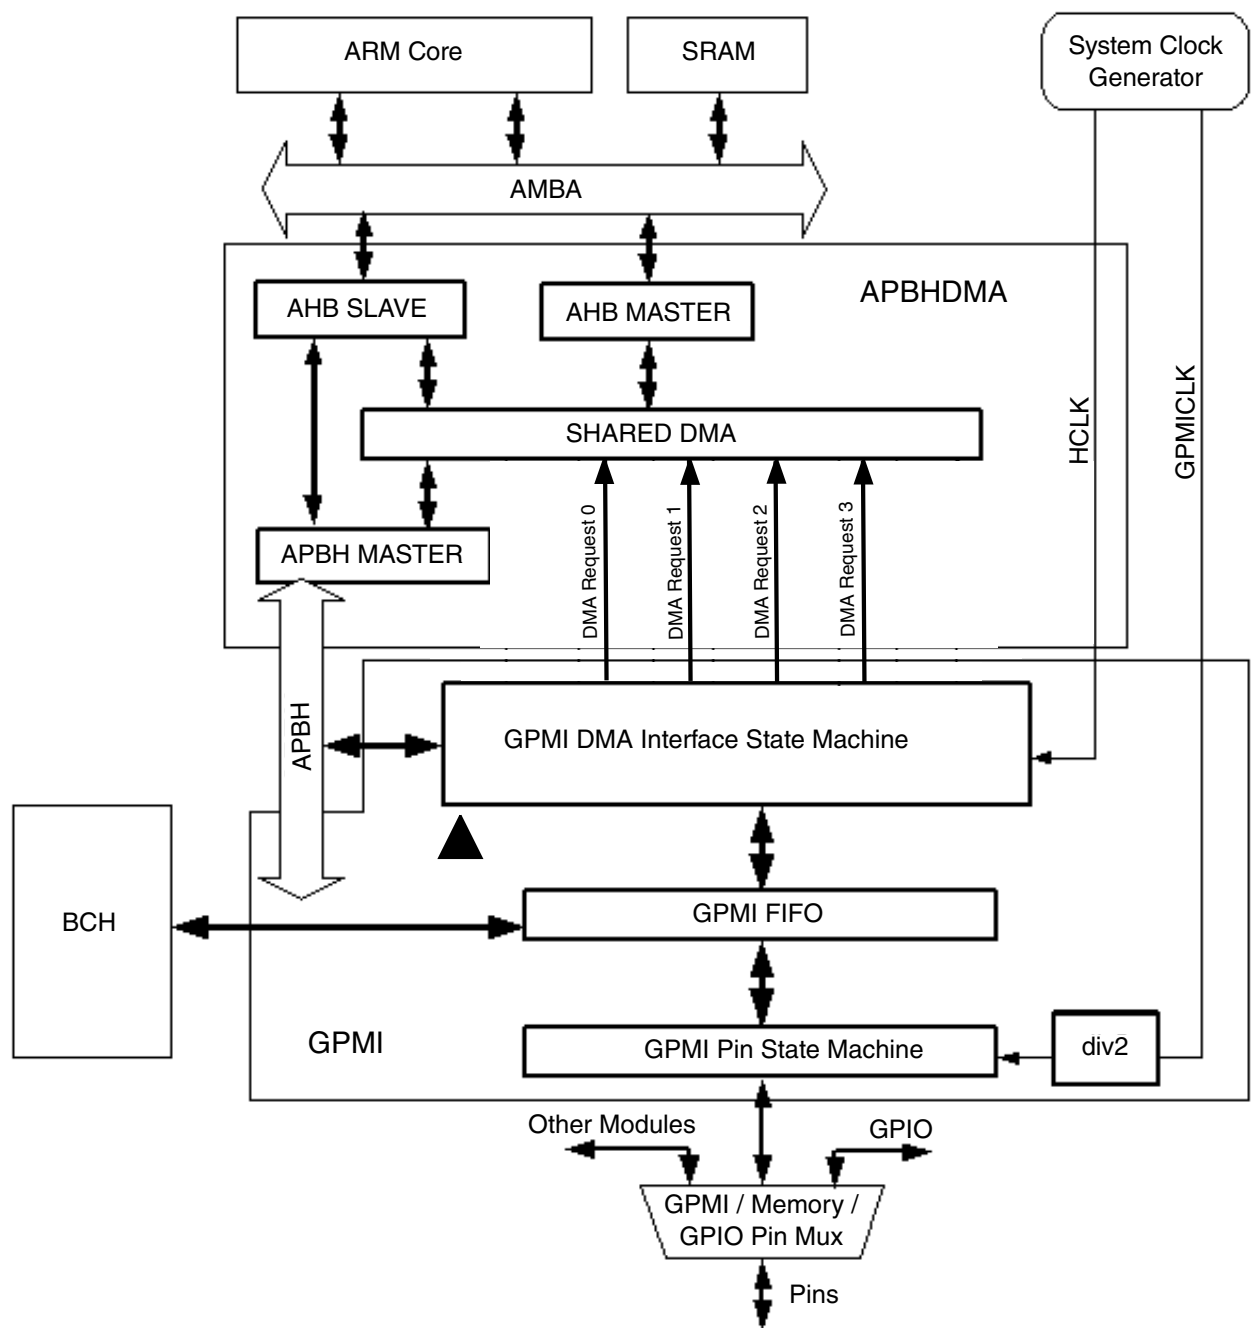 ARM Core
SRAM
System Clock
Generator
AMBA
AHB SLAVE
AHB MASTER
APBHDMA
HCLK
GPMICLK
SHARED DMA
DMA Request 0
DMA Request 1
DMA Request 2
DMA Request 3
APBH MASTER
APBH
GPMI DMA Interface State Machine
BCH
GPMI FIFO
GPMI
GPMI Pin State Machine
div2
Other Modules
GPIO
GPMI / Memory /
GPIO Pin Mux
Pins